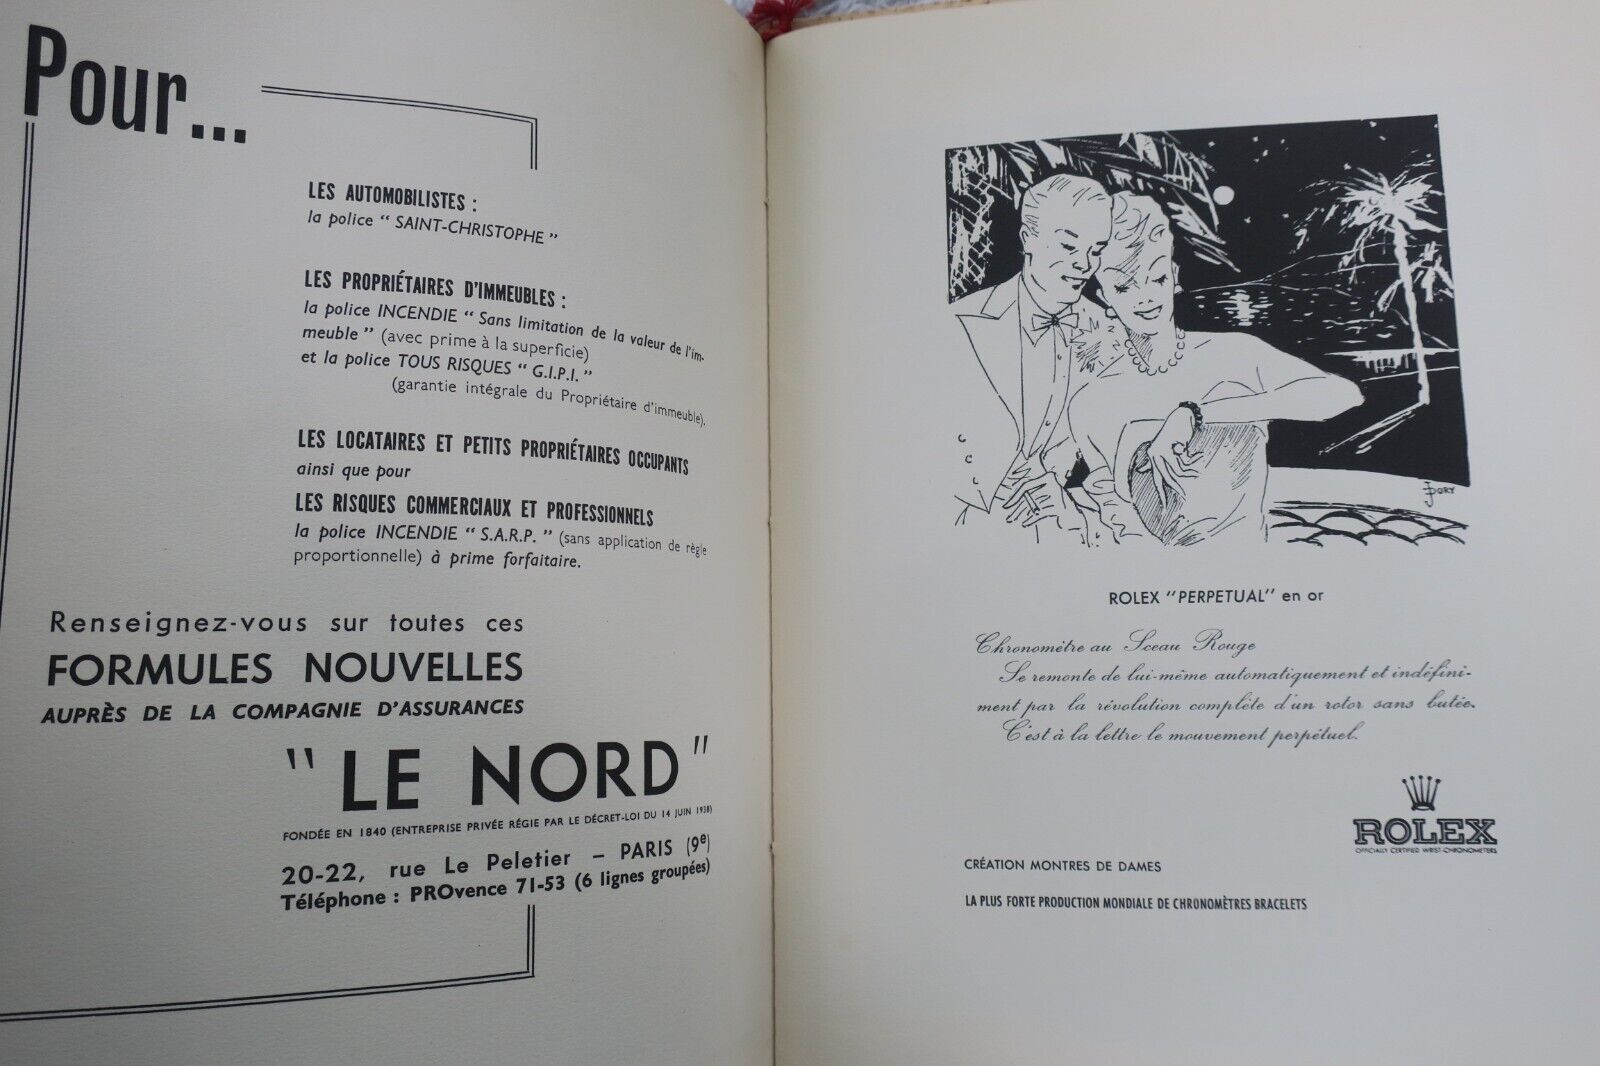 Pour...
LES AUTOMOBILISTES :
la police " SAINT-CHRISTOPHE "
LES PROPRIÉTAIRES D'IMMEUBLES :
la police INCENDIE " Sans limitation de la valeur de l'im-
meuble " (avec prime à la superficie)
et la police TOUS RISQUES " G.I.P.I. "
(garantie intégrale du Propriétaire d'immeuble).
LES LOCATAIRES ET PETITS PROPRIÉTAIRES OCCUPANTS
ainsi que pour
LES RISQUES COMMERCIAUX ET PROFESSIONNELS
la police INCENDIE " S.A.R.P. " (sans application de règle
proportionnelle) à prime forfaitaire.
Renseignez-vous sur toutes ces
FORMULES NOUVELLES
AUPRÈS DE LA COMPAGNIE D'ASSURANCES
" LE NORD "
FONDÉE EN 1840 (ENTREPRISE PRIVÉE RÉGIE PAR LE DÉCRET-LOI DU 14 JUIN 1938)
20-22, rue Le Peletier – PARIS (9e)
Téléphone : PROvence 71-53 (6 lignes groupées)
J DORY
ROLEX "PERPETUAL" en or
Chronomètre au Sceau Rouge
Se remonte de lui-même automatiquement et indéfini-
ment par la révolution complète d'un rotor sans butée.
C'est à la lettre le mouvement perpétuel.
ROLEX
OFFICIALLY CERTIFIED WRIST-CHRONOMETERS
CRÉATION MONTRES DE DAMES
LA PLUS FORTE PRODUCTION MONDIALE DE CHRONOMÈTRES BRACELETS